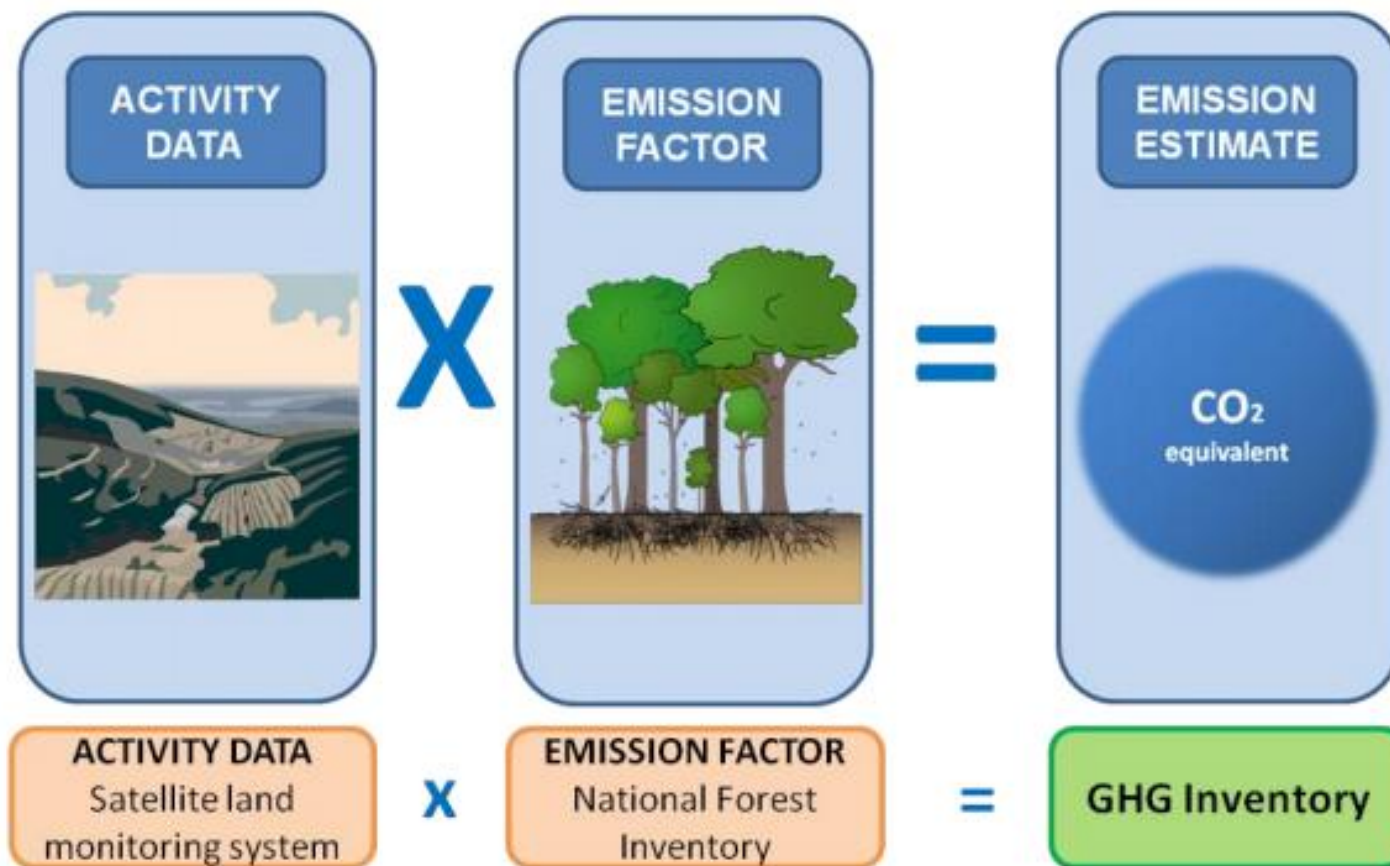 ACTIVITY
DATA
X
EMISSION
FACTOR
=
EMISSION
ESTIMATE
CO₂
equivalent
ACTIVITY DATA
Satellite land
monitoring system
x
EMISSION FACTOR
National Forest
Inventory
=
GHG Inventory